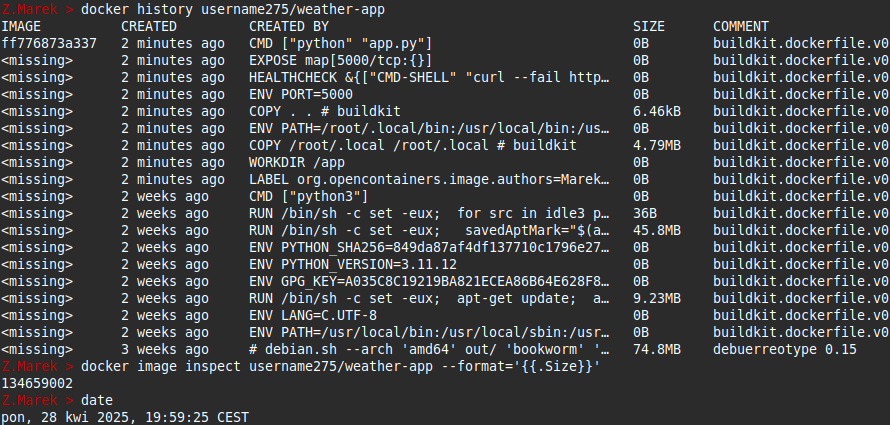 Z.Marek > docker history username275/weather-app
IMAGE CREATED CREATED BY SIZE COMMENT
ff776873a337 2 minutes ago CMD ["python" "app.py"] 0B buildkit.dockerfile.v0
<missing> 2 minutes ago EXPOSE map[5000/tcp:{}] 0B buildkit.dockerfile.v0
<missing> 2 minutes ago HEALTHCHECK &{["CMD-SHELL" "curl --fail http… 0B buildkit.dockerfile.v0
<missing> 2 minutes ago ENV PORT=5000 0B buildkit.dockerfile.v0
<missing> 2 minutes ago COPY . . # buildkit 6.46kB buildkit.dockerfile.v0
<missing> 2 minutes ago ENV PATH=/root/.local/bin:/usr/local/bin:/us… 0B buildkit.dockerfile.v0
<missing> 2 minutes ago COPY /root/.local /root/.local # buildkit 4.79MB buildkit.dockerfile.v0
<missing> 2 minutes ago WORKDIR /app 0B buildkit.dockerfile.v0
<missing> 2 minutes ago LABEL org.opencontainers.image.authors=Marek… 0B buildkit.dockerfile.v0
<missing> 2 weeks ago CMD ["python3"] 0B buildkit.dockerfile.v0
<missing> 2 weeks ago RUN /bin/sh -c set -eux; for src in idle3 p… 36B buildkit.dockerfile.v0
<missing> 2 weeks ago RUN /bin/sh -c set -eux; savedAptMark="$(a… 45.8MB buildkit.dockerfile.v0
<missing> 2 weeks ago ENV PYTHON_SHA256=849da87af4df137710c1796e27… 0B buildkit.dockerfile.v0
<missing> 2 weeks ago ENV PYTHON_VERSION=3.11.12 0B buildkit.dockerfile.v0
<missing> 2 weeks ago ENV GPG_KEY=A035C8C19219BA821ECEA86B64E628F8… 0B buildkit.dockerfile.v0
<missing> 2 weeks ago RUN /bin/sh -c set -eux; apt-get update; a… 9.23MB buildkit.dockerfile.v0
<missing> 2 weeks ago ENV LANG=C.UTF-8 0B buildkit.dockerfile.v0
<missing> 2 weeks ago ENV PATH=/usr/local/bin:/usr/local/sbin:/usr… 0B buildkit.dockerfile.v0
<missing> 3 weeks ago # debian.sh --arch 'amd64' out/ 'bookworm' '… 74.8MB debuerreotype 0.15
Z.Marek > docker image inspect username275/weather-app --format='{{.Size}}'
134659002
Z.Marek > date
pon, 28 kwi 2025, 19:59:25 CEST